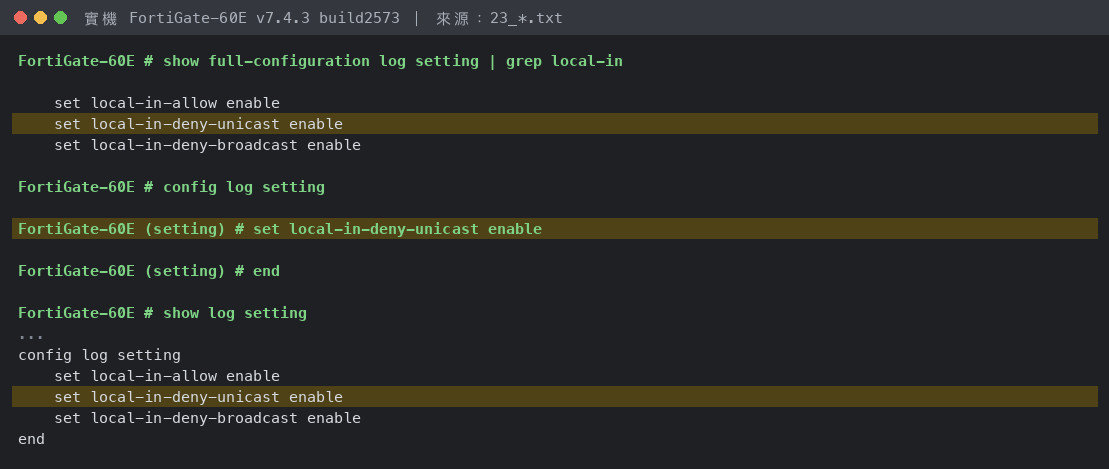 實機 FortiGate-60E v7.4.3 build2573 | 來源：23_*.txt
FortiGate-60E # show full-configuration log setting | grep local-in
    set local-in-allow enable
    set local-in-deny-unicast enable
    set local-in-deny-broadcast enable
FortiGate-60E # config log setting
FortiGate-60E (setting) # set local-in-deny-unicast enable
FortiGate-60E (setting) # end
FortiGate-60E # show log setting
...
config log setting
    set local-in-allow enable
    set local-in-deny-unicast enable
    set local-in-deny-broadcast enable
end